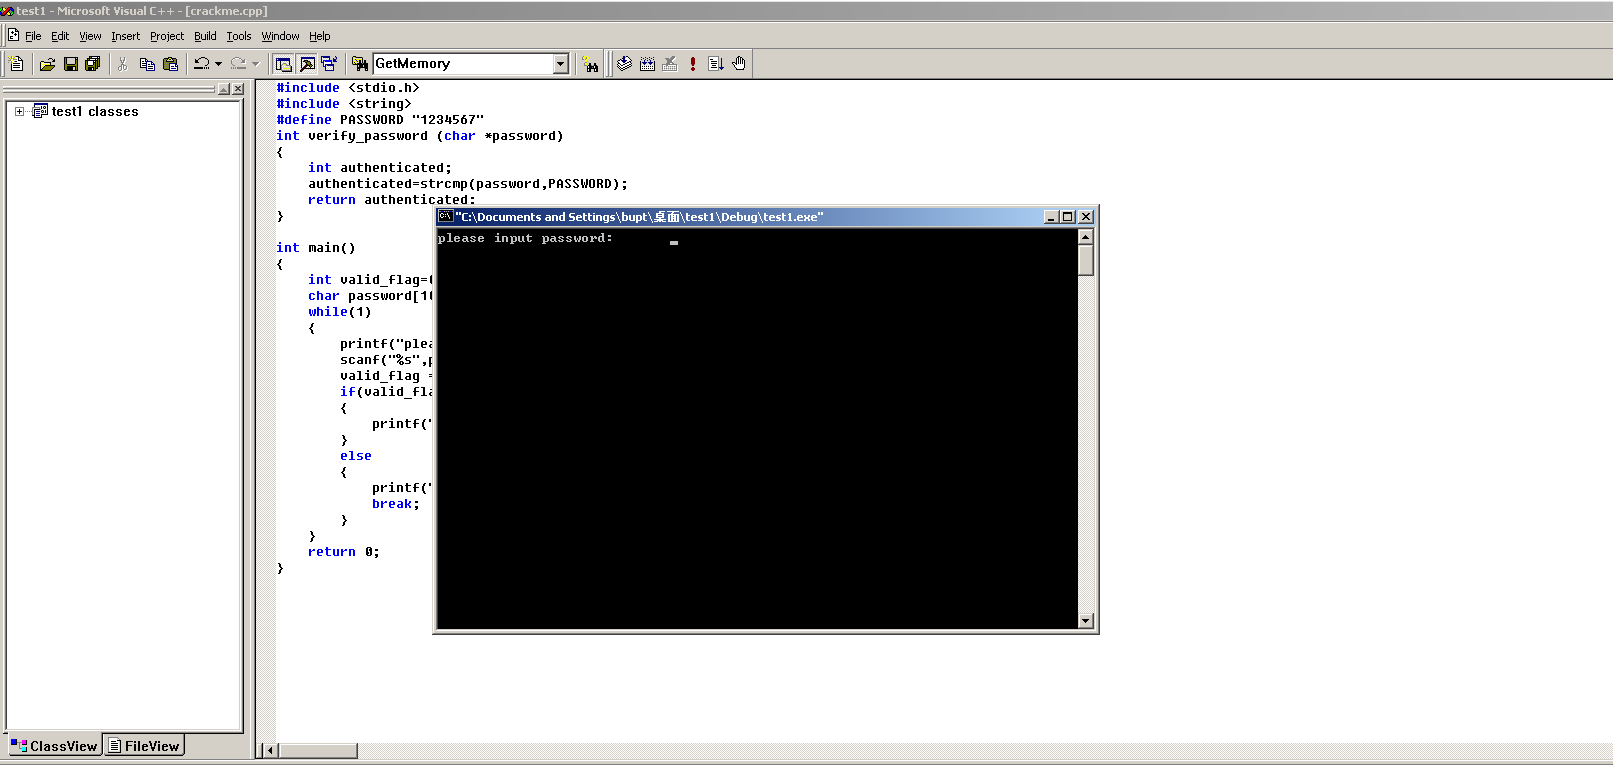 test1 - Microsoft Visual C++ - [crackme.cpp]
File Edit View Insert Project Build Tools Window Help
GetMemory
test1 classes
#include <stdio.h>
#include <string>
#define PASSWORD "1234567"
int verify_password (char *password)
{
int authenticated;
authenticated=strcmp(password,PASSWORD);
return authenticated;
}
int main()
{
int valid_flag=
char password[10
while(1)
{
printf("plea
scanf("%s",p
valid_flag =
if(valid_fla
{
printf("
}
else
{
printf("
break;
}
}
return 0;
}
"C:\Documents and Settings\bupt\桌面\test1\Debug\test1.exe"
please input password:
ClassView FileView